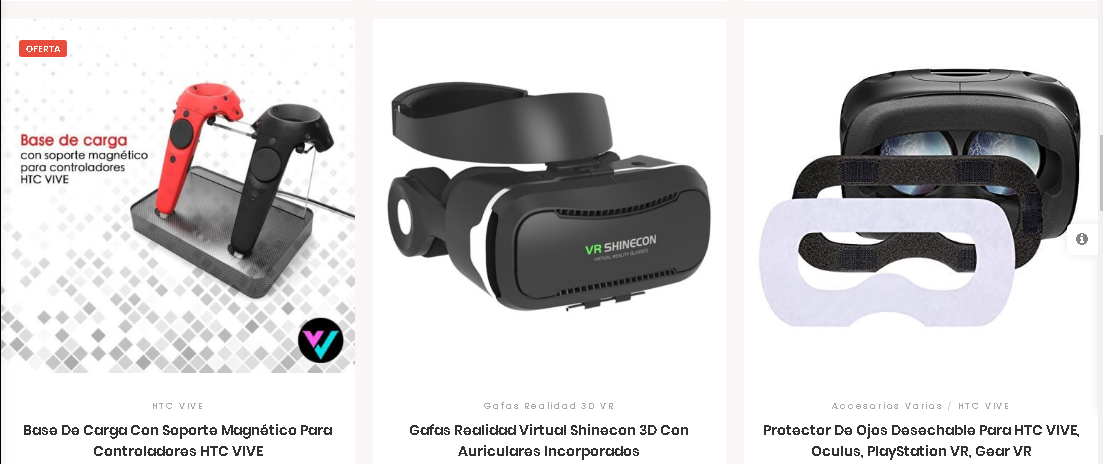 OFERTA
Base de carga
con soporte magnético
para controladores
HTC VIVE
VR SHINECON
VIRTUAL REALITY GLASSES
HTC VIVE
Base De Carga Con Soporte Magnético Para
Controladores HTC VIVE
Gafas Realidad 3D VR
Gafas Realidad Virtual Shinecon 3D Con
Auriculares Incorporados
Accesorios Varios / HTC VIVE
Protector De Ojos Desechable Para HTC VIVE,
Oculus, PlayStation VR, Gear VR